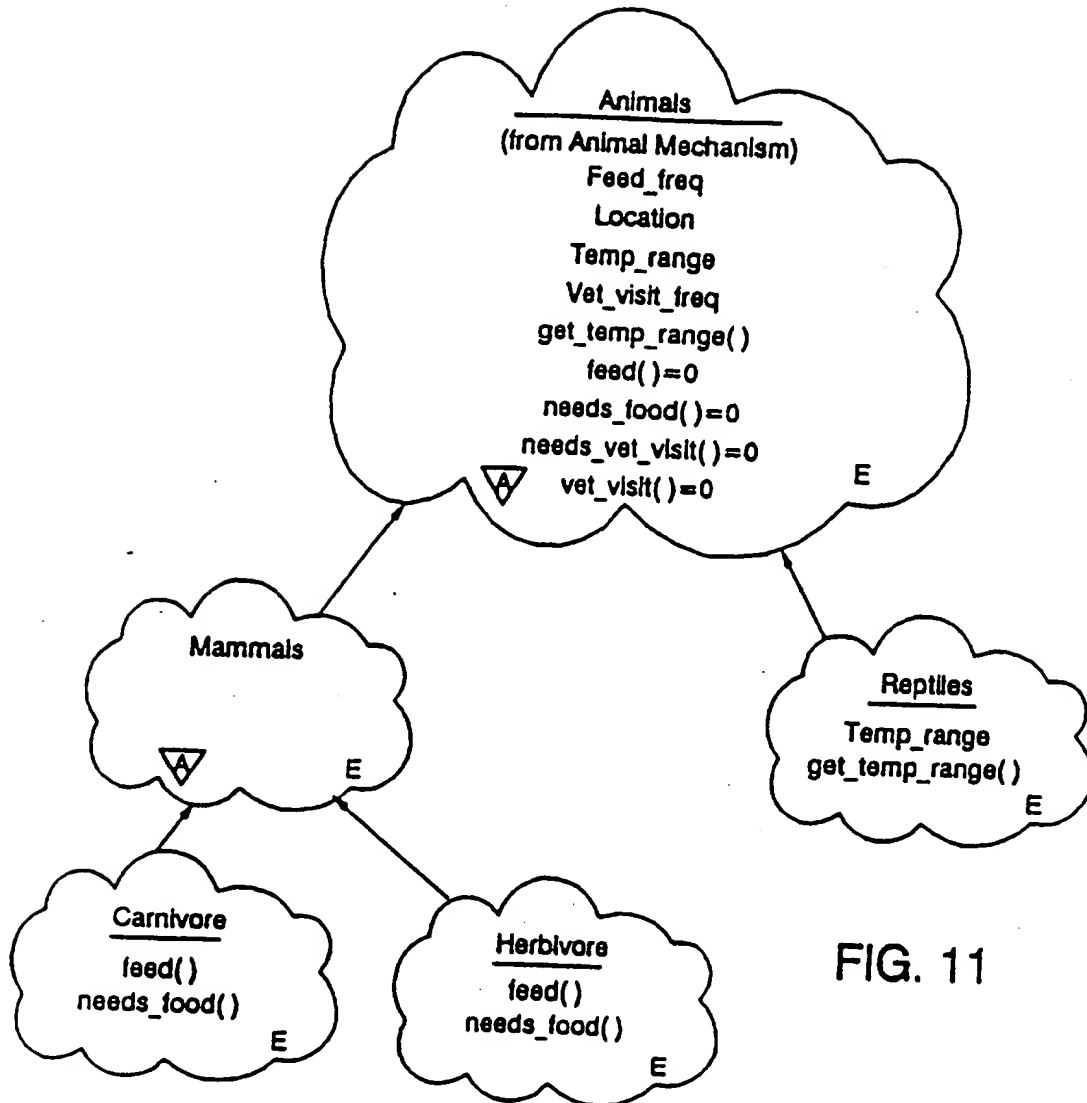 Animals
(from Animal Mechanism)
Feed_freq
Location
Temp_range
Vet_visit_freq
get_temp_range( )
feed( )=0
needs_food( )=0
needs_vet_visit( )=0
vet_visit( )=0
A
E
Mammals
A
E
Reptiles
Temp_range
get_temp_range( )
E
Carnivore
feed( )
needs_food( )
E
Herbivore
feed( )
needs_food( )
E
FIG. 11